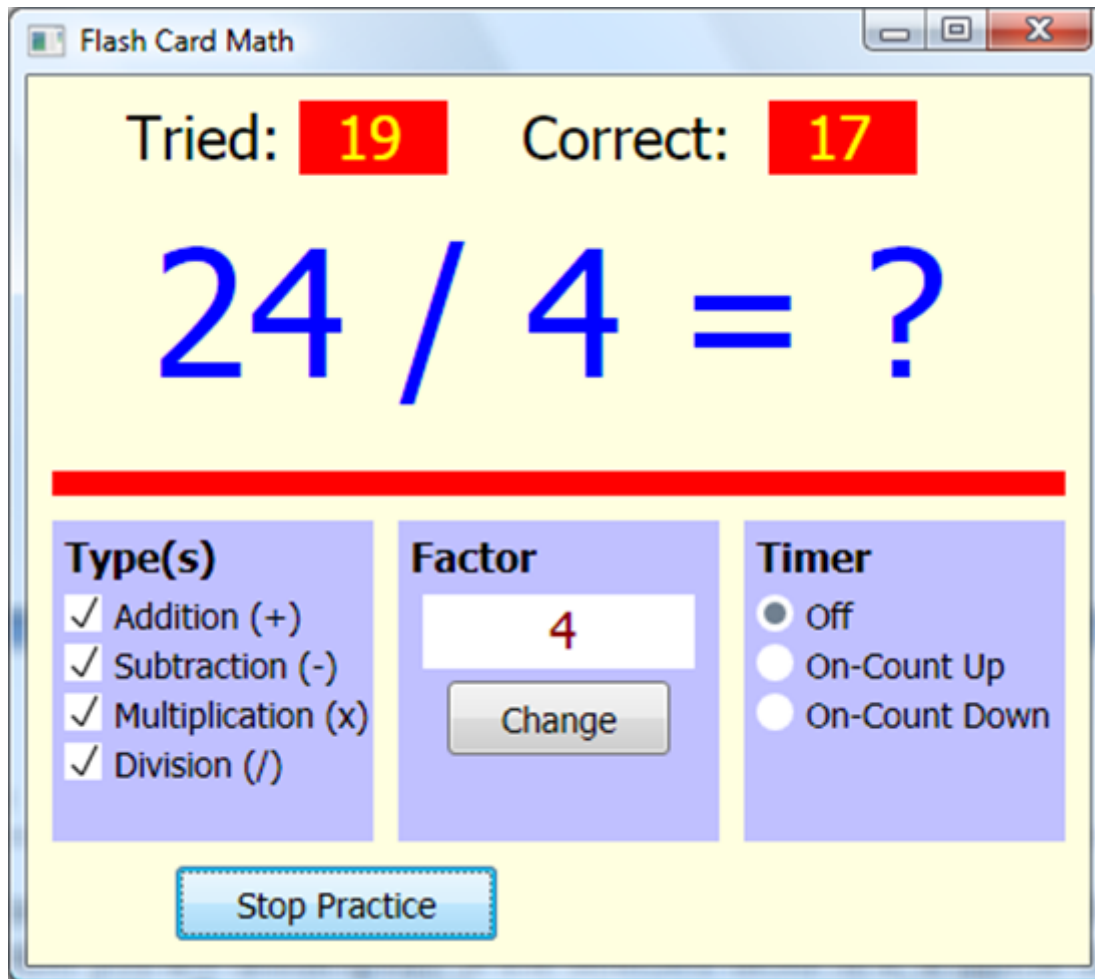 Flash Card Math
Tried: 19 Correct: 17
24 / 4 = ?
Type(s)
Addition (+)
Subtraction (-)
Multiplication (x)
Division (/)
Factor
4
Change
Timer
Off
On-Count Up
On-Count Down
Stop Practice